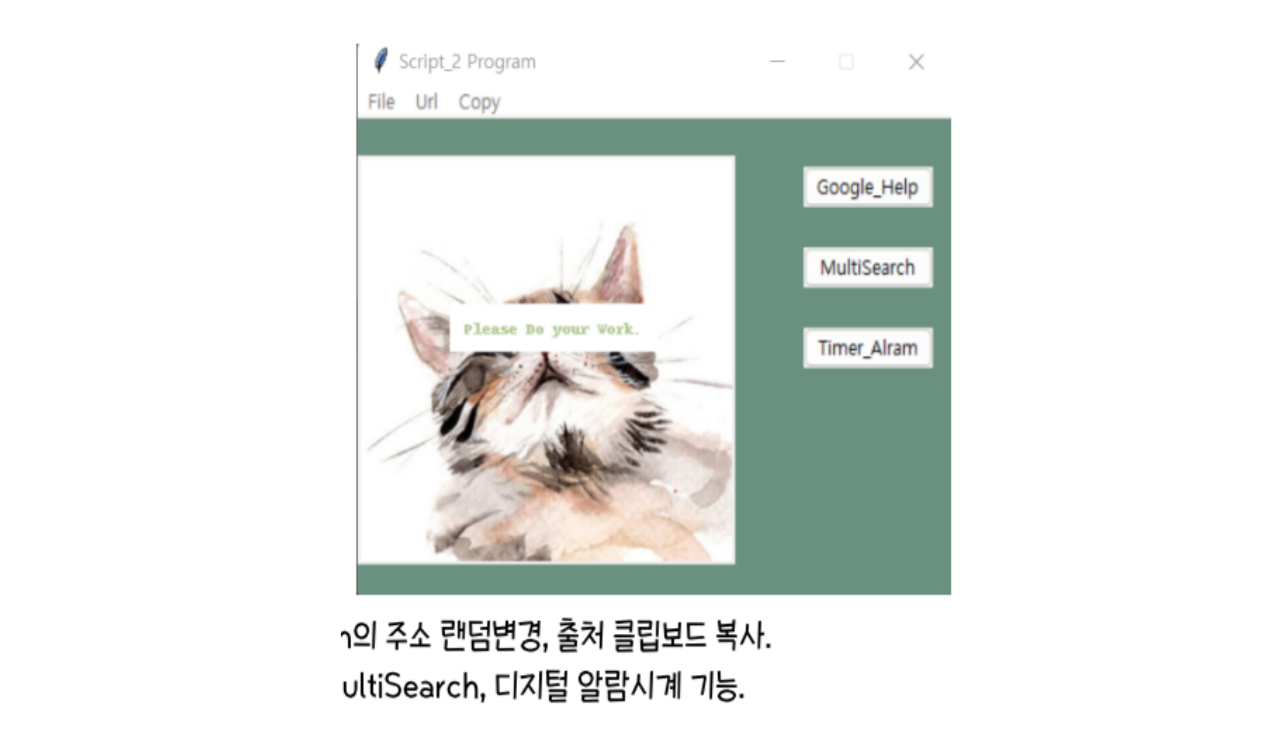 Script_2 Program
File Url Copy
Google_Help
MultiSearch
Please Do your Work.
Timer_Alram
의 주소 랜덤변경, 출처 클립보드 복사.
ultiSearch, 디지털 알람시계 기능.